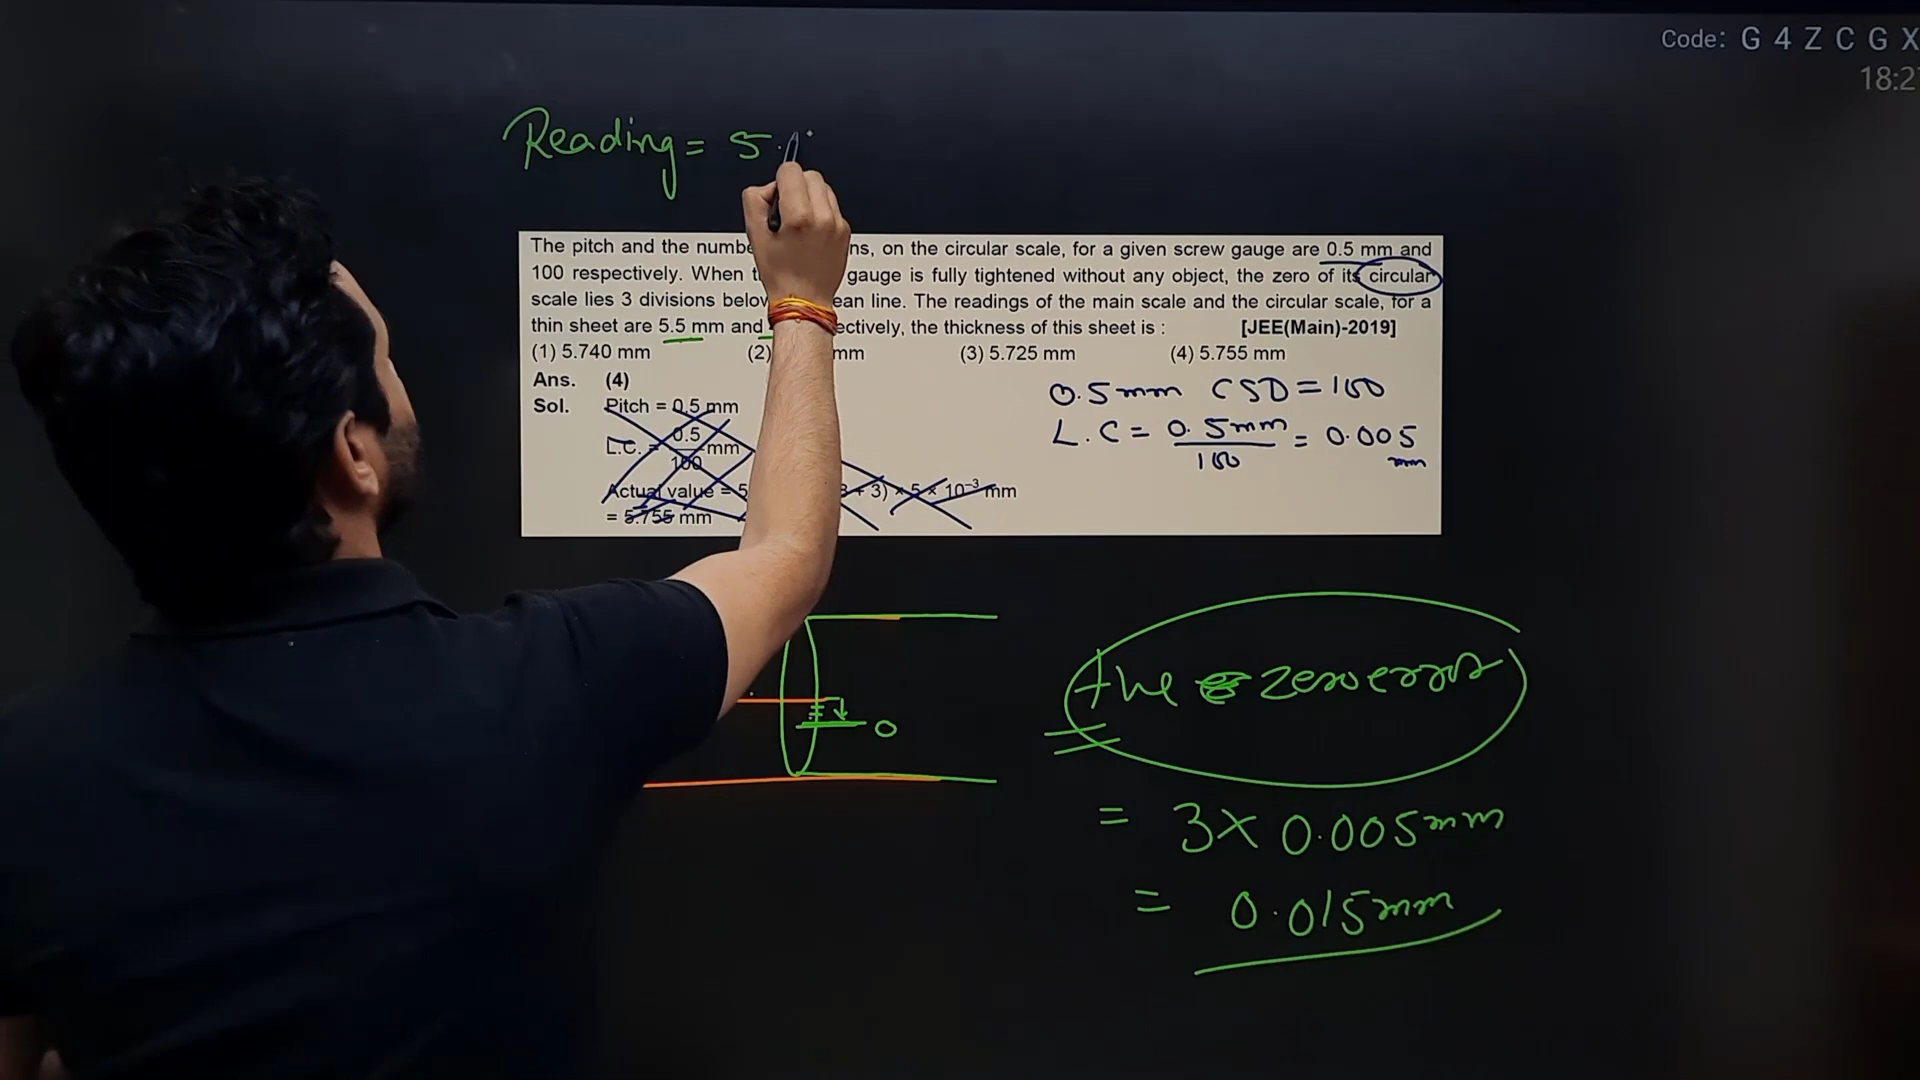 Code: G 4 Z C G X
18:2
Reading = 5.
The pitch and the ns, on the circular scale, for a given screw gauge are 0.5 mm and
100 respectively. When gauge is fully tightened without any object, the zero of its circular
scale lies 3 divisions line. The readings of the main scale and the circular scale, for a
thin sheet are 5.5 mm and the thickness of this sheet is : [JEE(Main)-2019]
(1) 5.740 mm (2) mm (3) 5.725 mm (4) 5.755 mm
Ans. (4)
Sol. Pitch = 0.5 mm
L.C. = 0.5/100 mm
Actual value = 5 + 3) × 5 × 10⁻³ mm
= 5.755 mm
0.5mm CSD = 100
L.C = 0.5mm/100 = 0.005 mm
0
+ve zero error
= 3 × 0.005mm
= 0.015mm